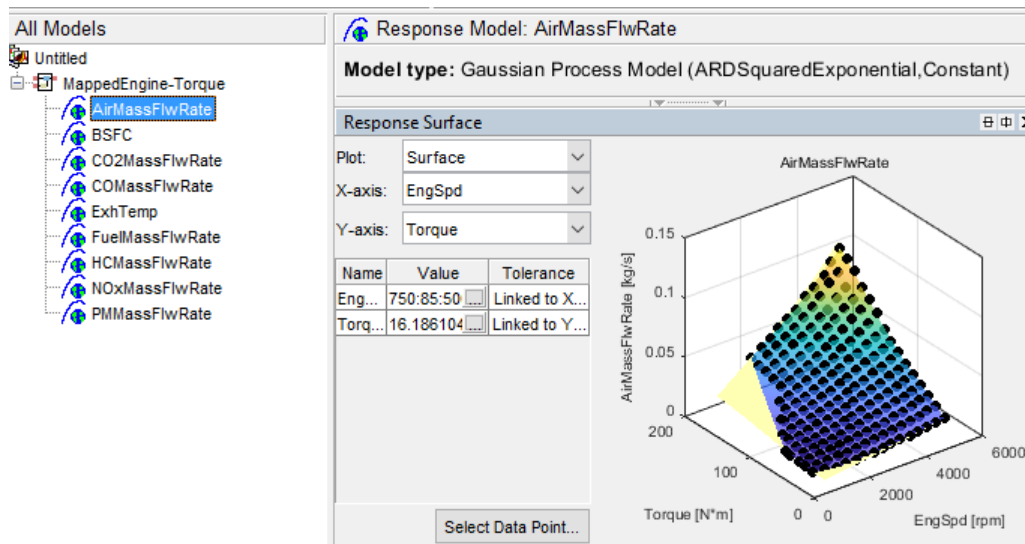 All Models
Untitled
MappedEngine-Torque
AirMassFlwRate
BSFC
CO2MassFlwRate
COMassFlwRate
ExhTemp
FuelMassFlwRate
HCMassFlwRate
NOxMassFlwRate
PMMassFlwRate
Response Model: AirMassFlwRate
Model type: Gaussian Process Model (ARDSquaredExponential,Constant)
Response Surface
Plot: Surface
X-axis: EngSpd
Y-axis: Torque
Name Value Tolerance
Eng... 750:85:50 ... Linked to X...
Torq... 16.186104 ... Linked to Y...
Select Data Point...
AirMassFlwRate
0.15
0.1
0.05
0
AirMassFlwRate [kg/s]
200
100
0
Torque [N*m]
0
2000
4000
6000
EngSpd [rpm]